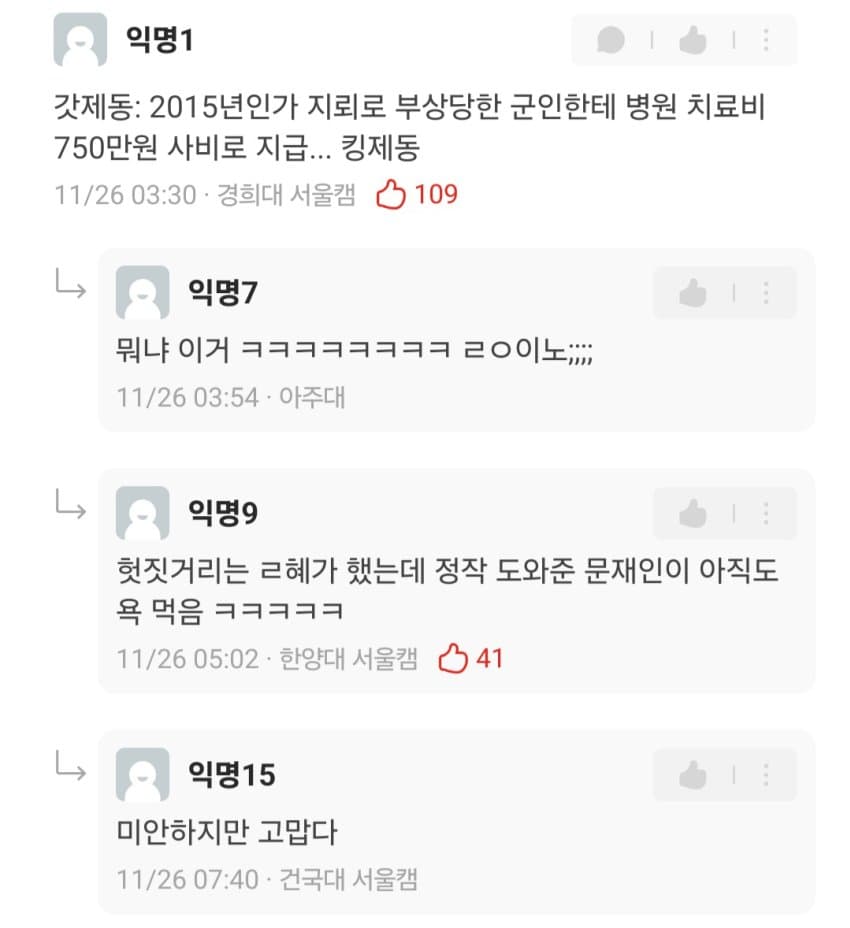 익명1
갓제동: 2015년인가 지뢰로 부상당한 군인한테 병원 치료비
750만원 사비로 지급... 킹제동
11/26 03:30 · 경희대 서울캠 109
익명7
뭐냐 이거 ㅋㅋㅋㅋㅋㅋㅋㅋ ㄹㅇ이노;;;;
11/26 03:54 · 아주대
익명9
헛짓거리는 ㄹ혜가 했는데 정작 도와준 문재인이 아직도
욕 먹음 ㅋㅋㅋㅋㅋ
11/26 05:02 · 한양대 서울캠 41
익명15
미안하지만 고맙다
11/26 07:40 · 건국대 서울캠